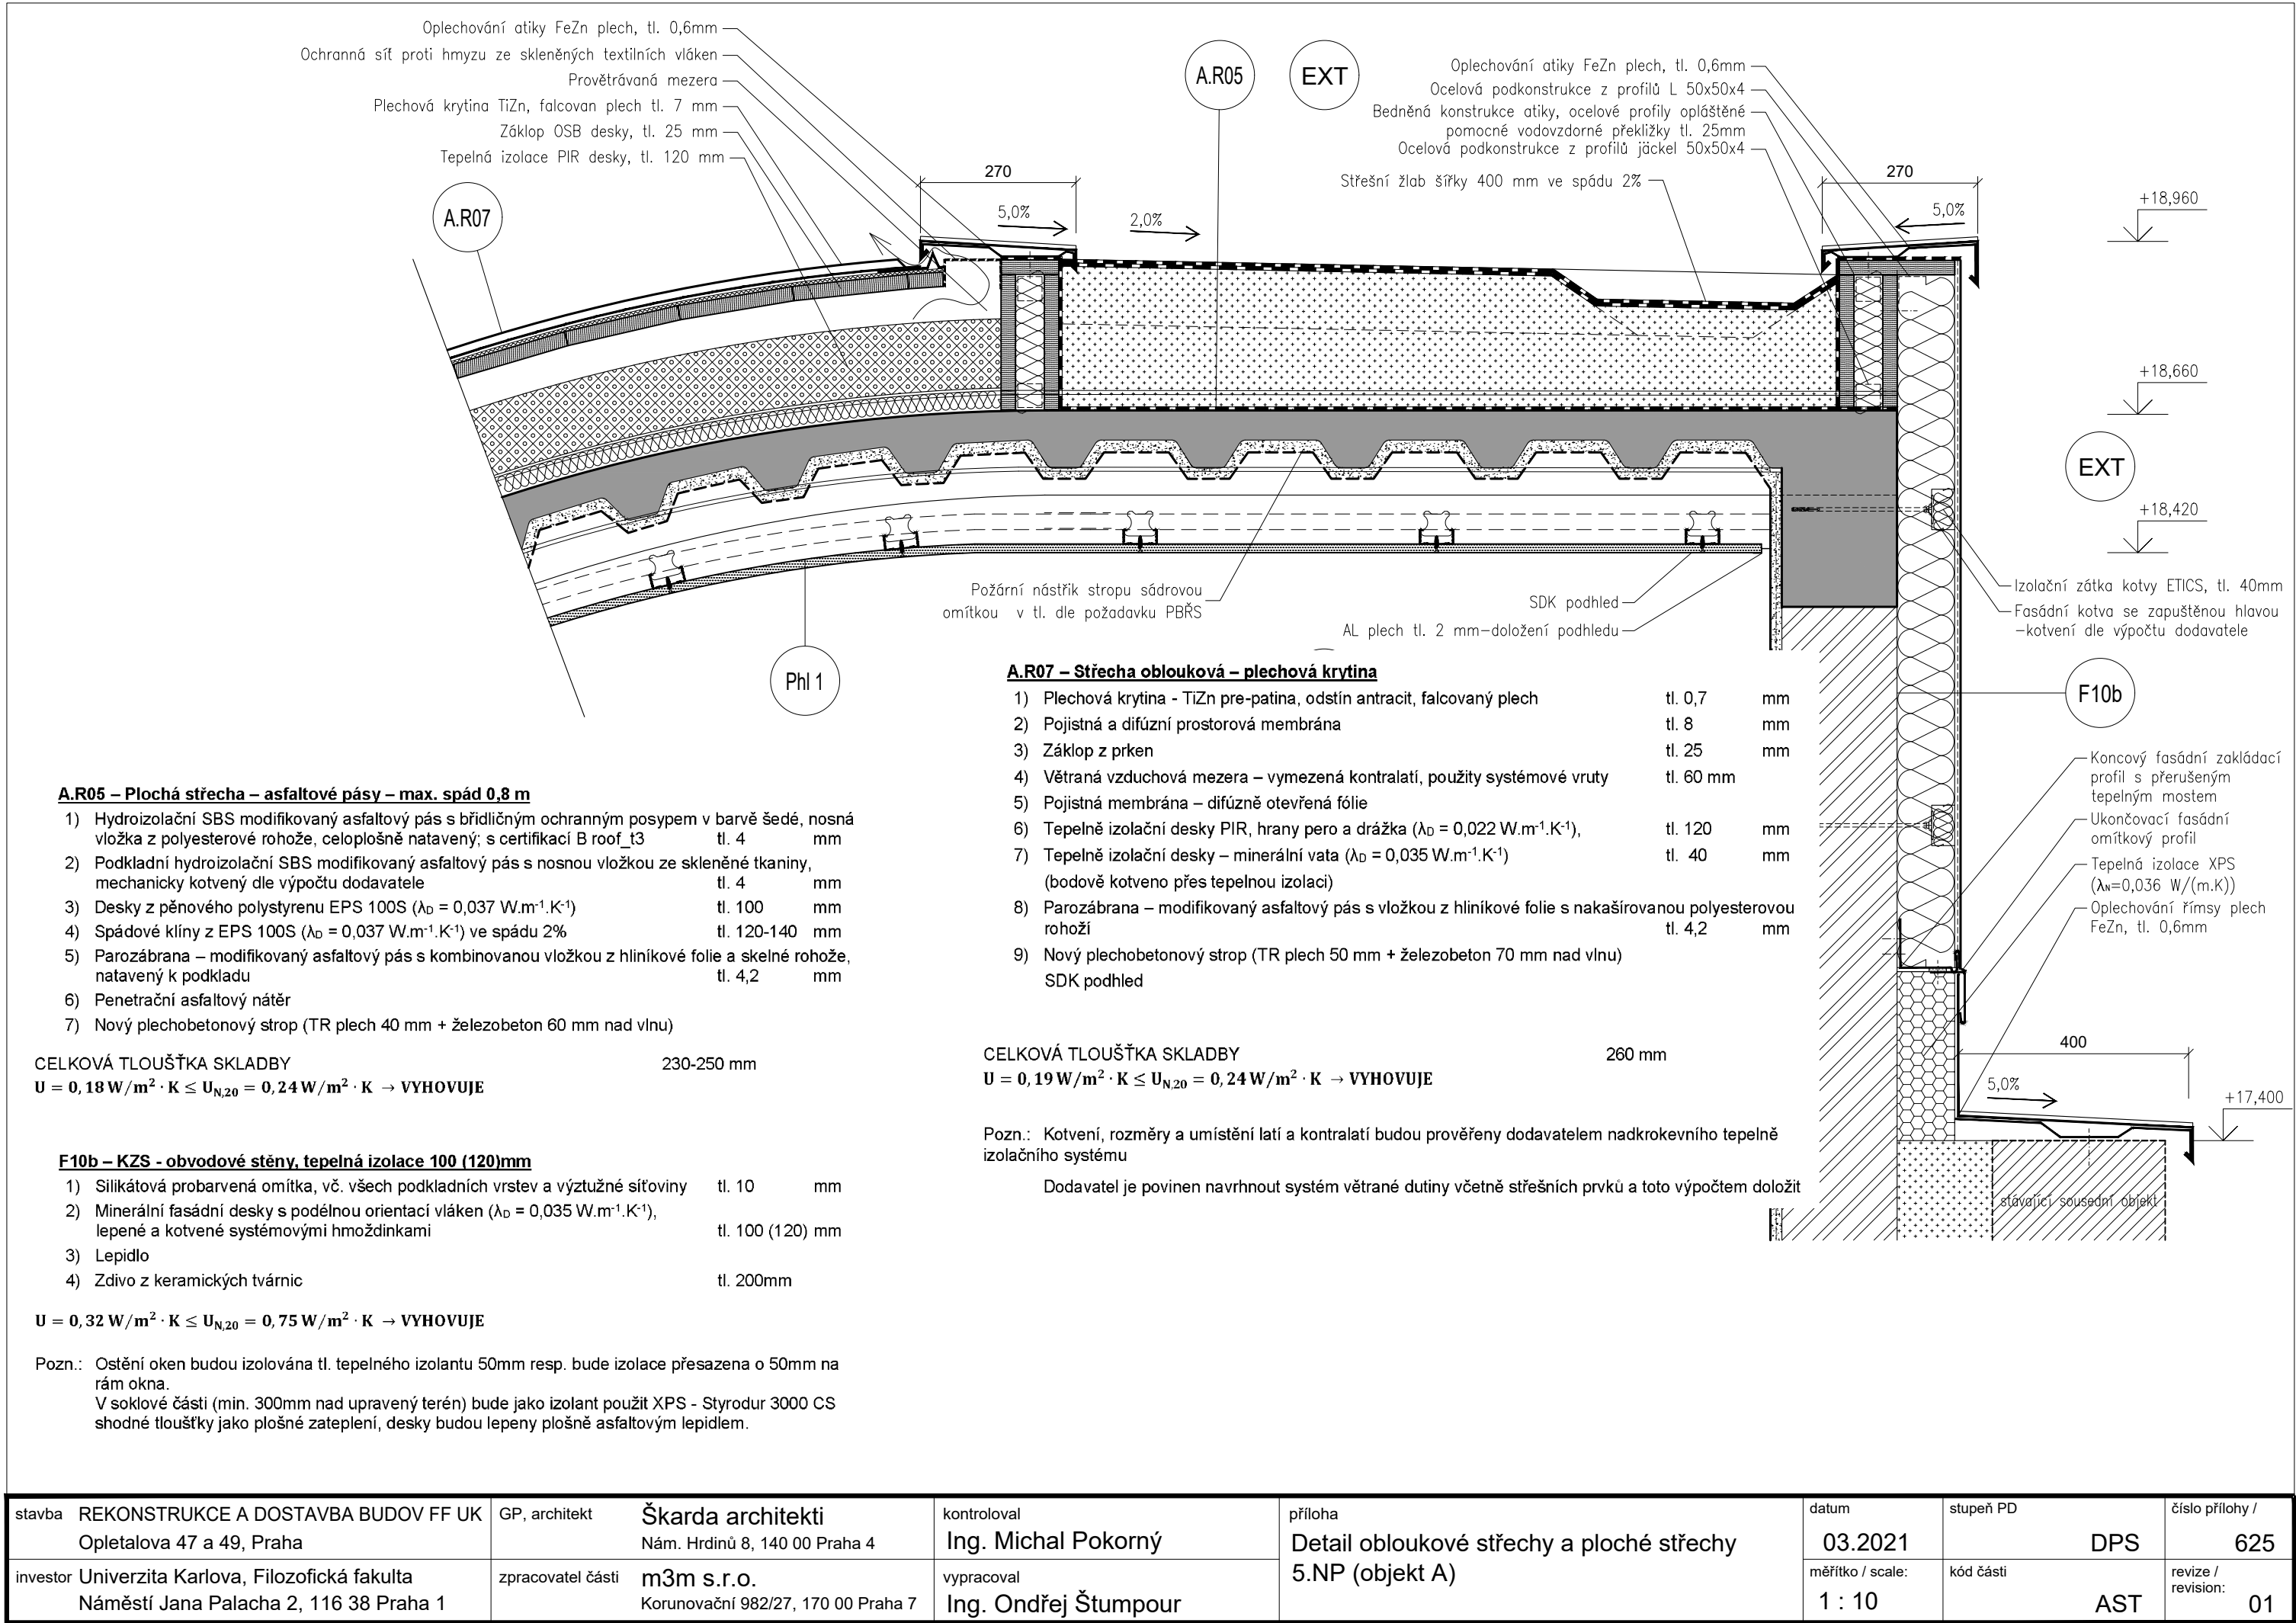 Oplechování atiky FeZn plech, tl. 0,6mm
Ochranná síť proti hmyzu ze skleněných textilních vláken
Provětrávaná mezera
Plechová krytina TiZn, falcovan plech tl. 7 mm
Záklop OSB desky, tl. 25 mm
Tepelná izolace PIR desky, tl. 120 mm
A.R07
270
5,0%
2,0%
A.R05
EXT
Oplechování atiky FeZn plech, tl. 0,6mm
Ocelová podkonstrukce z profilů L 50x50x4
Bedněná konstrukce atiky, ocelové profily opláštěné
pomocné vodovzdorné překližky tl. 25mm
Ocelová podkonstrukce z profilů jäckel 50x50x4
Střešní žlab šířky 400 mm ve spádu 2%
270
5,0%
+18,960
+18,660
EXT
+18,420
Izolační zátka kotvy ETICS, tl. 40mm
Fasádní kotva se zapuštěnou hlavou
-kotvení dle výpočtu dodavatele
Požární nástřik stropu sádrovou
omítkou v tl. dle požadavku PBŘS
SDK podhled
AL plech tl. 2 mm-doložení podhledu
Phl 1
F10b
Koncový fasádní zakládací
profil s přerušeným
tepelným mostem
Ukončovací fasádní
omítkový profil
Tepelná izolace XPS
(λN=0,036 W/(m.K))
Oplechování římsy plech
FeZn, tl. 0,6mm
400
5,0%
+17,400
stávající sousední objekt
A.R07 – Střecha oblouková – plechová krytina
1) Plechová krytina - TiZn pre-patina, odstín antracit, falcovaný plech tl. 0,7 mm
2) Pojistná a difúzní prostorová membrána tl. 8 mm
3) Záklop z prken tl. 25 mm
4) Větraná vzduchová mezera – vymezená kontralatí, použity systémové vruty tl. 60 mm
5) Pojistná membrána – difúzně otevřená fólie
6) Tepelně izolační desky PIR, hrany pero a drážka (λD = 0,022 W.m-1.K-1), tl. 120 mm
7) Tepelně izolační desky – minerální vata (λD = 0,035 W.m-1.K-1) tl. 40 mm
(bodově kotveno přes tepelnou izolaci)
8) Parozábrana – modifikovaný asfaltový pás s vložkou z hliníkové folie s nakašírovanou polyesterovou
rohoží tl. 4,2 mm
9) Nový plechobetonový strop (TR plech 50 mm + železobeton 70 mm nad vlnu)
SDK podhled
CELKOVÁ TLOUŠŤKA SKLADBY 260 mm
U = 0,19 W/m² · K ≤ UN,20 = 0,24 W/m² · K → VYHOVUJE
Pozn.: Kotvení, rozměry a umístění latí a kontralatí budou prověřeny dodavatelem nadkrokevního tepelně
izolačního systému
Dodavatel je povinen navrhnout systém větrané dutiny včetně střešních prvků a toto výpočtem doložit
A.R05 – Plochá střecha – asfaltové pásy – max. spád 0,8 m
1) Hydroizolační SBS modifikovaný asfaltový pás s břidličným ochranným posypem v barvě šedé, nosná
vložka z polyesterové rohože, celoplošně natavený; s certifikací B roof_t3 tl. 4 mm
2) Podkladní hydroizolační SBS modifikovaný asfaltový pás s nosnou vložkou ze skleněné tkaniny,
mechanicky kotvený dle výpočtu dodavatele tl. 4 mm
3) Desky z pěnového polystyrenu EPS 100S (λD = 0,037 W.m-1.K-1) tl. 100 mm
4) Spádové klíny z EPS 100S (λD = 0,037 W.m-1.K-1) ve spádu 2% tl. 120-140 mm
5) Parozábrana – modifikovaný asfaltový pás s kombinovanou vložkou z hliníkové folie a skelné rohože,
natavený k podkladu tl. 4,2 mm
6) Penetrační asfaltový nátěr
7) Nový plechobetonový strop (TR plech 40 mm + železobeton 60 mm nad vlnu)
CELKOVÁ TLOUŠŤKA SKLADBY 230-250 mm
U = 0,18 W/m² · K ≤ UN,20 = 0,24 W/m² · K → VYHOVUJE
F10b – KZS - obvodové stěny, tepelná izolace 100 (120)mm
1) Silikátová probarvená omítka, vč. všech podkladních vrstev a výztužné síťoviny tl. 10 mm
2) Minerální fasádní desky s podélnou orientací vláken (λD = 0,035 W.m-1.K-1),
lepené a kotvené systémovými hmoždinkami tl. 100 (120) mm
3) Lepidlo
4) Zdivo z keramických tvárnic tl. 200mm
U = 0,32 W/m² · K ≤ UN,20 = 0,75 W/m² · K → VYHOVUJE
Pozn.: Ostění oken budou izolována tl. tepelného izolantu 50mm resp. bude izolace přesazena o 50mm na
rám okna.
V soklové části (min. 300mm nad upravený terén) bude jako izolant použit XPS - Styrodur 3000 CS
shodné tloušťky jako plošné zateplení, desky budou lepeny plošně asfaltovým lepidlem.
stavba REKONSTRUKCE A DOSTAVBA BUDOV FF UK
Opletalova 47 a 49, Praha
investor Univerzita Karlova, Filozofická fakulta
Náměstí Jana Palacha 2, 116 38 Praha 1
GP, architekt Škarda architekti
Nám. Hrdinů 8, 140 00 Praha 4
zpracovatel části m3m s.r.o.
Korunovační 982/27, 170 00 Praha 7
kontroloval
Ing. Michal Pokorný
vypracoval
Ing. Ondřej Štumpour
příloha
Detail obloukové střechy a ploché střechy
5.NP (objekt A)
datum
03.2021
měřítko / scale:
1 : 10
stupeň PD
DPS
kód části
AST
číslo přílohy /
625
revize /
revision:
01